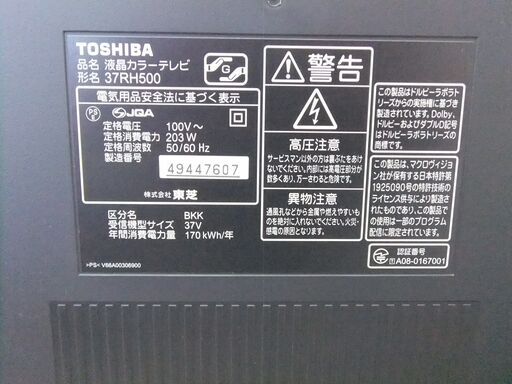 TOSHIBA
品名 液晶カラーテレビ
形名 37RH500
電気用品安全法に基づく表示
PS
E
JQA
定格電圧 100V～
定格消費電力 203W
定格周波数 50/60Hz
製造番号 49447607
株式会社 東芝
区分名 BKK
受信機型サイズ 37V
年間消費電力量 170kWh/年
>PS< V66A00306900
警告
高圧注意
サービスマン以外の方は裏ぶたをあけ
ないでください。内部には高電圧部分が
数多くあり、万一さわると危険です。
異物注意
通風孔などから金属や燃えやすいもの
を絶対に入れないでください。火災・
感電の原因になります。
この製品はドルビーラボラト
リーズからの実施権に基づき
製造されています。Dolby、
ドルビーおよびダブルD記号
はドルビーラボラトリーズの
商標です。
この製品は、マクロヴィジョ
ン社が保有する日本特許第
1925090号の特許技術の
ライセンス供与により製造さ
れています。またこの製品で
の使用は一部のプログラム
配信に限定されています。
認証番号
A08-0167001